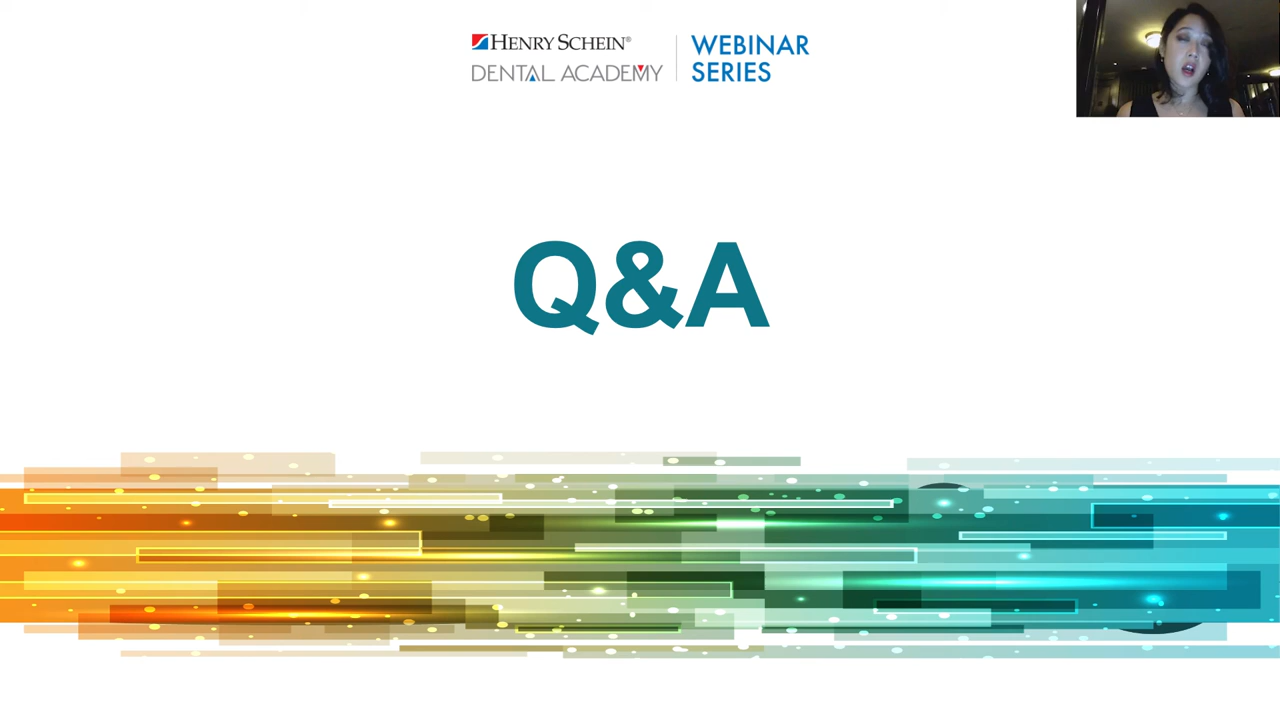 HENRY SCHEIN®
DENTAL ACADEMY
WEBINAR
SERIES
Q&A